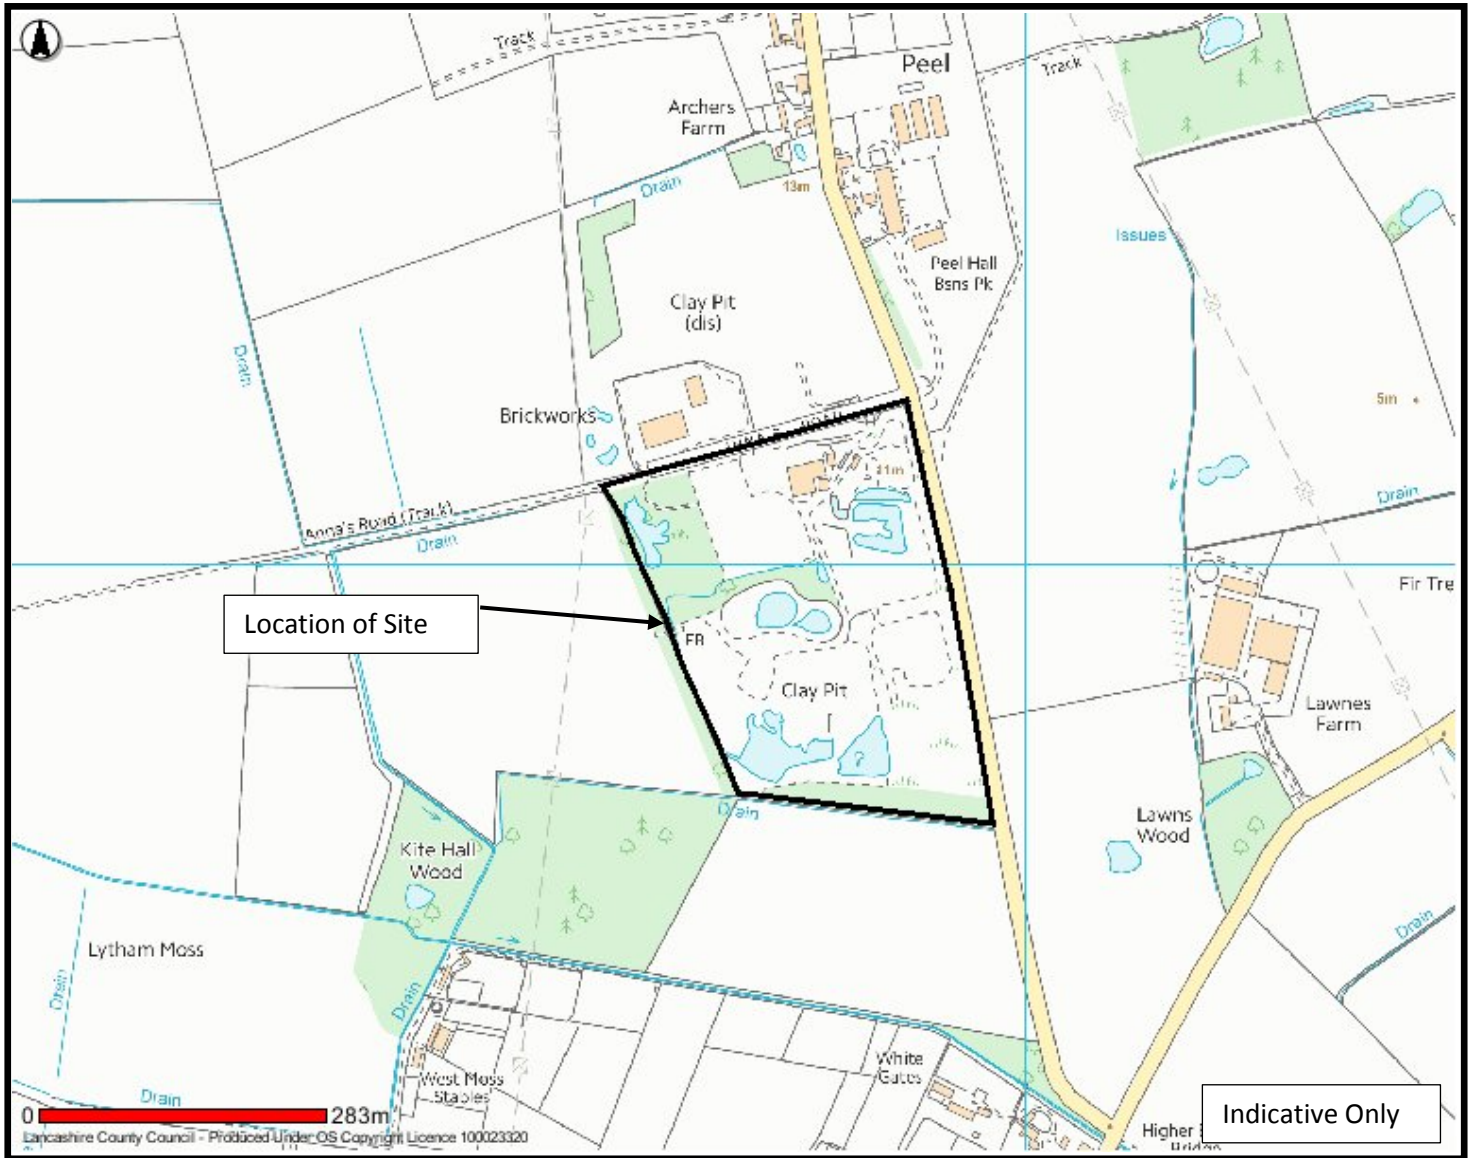 Track
Peel
Track
Archers
Farm
Drain
13m
Issues
Peel Hall
Bsns Pk
Clay Pit
(dis)
Drain
Brickworks
5m
11m
Drain
Anna's Road (Track)
Drain
Fir Tre
Location of Site
FB
Clay Pit
Lawnes
Farm
Drain
Lawns
Wood
Kite Hall
Wood
Lytham Moss
Drain
Drain
Drain
White
Gates
West Moss
Stables
Drain
0 283m
Indicative Only
Higher
Bridge
Lancashire County Council - Produced Under OS Copyright Licence 100023320